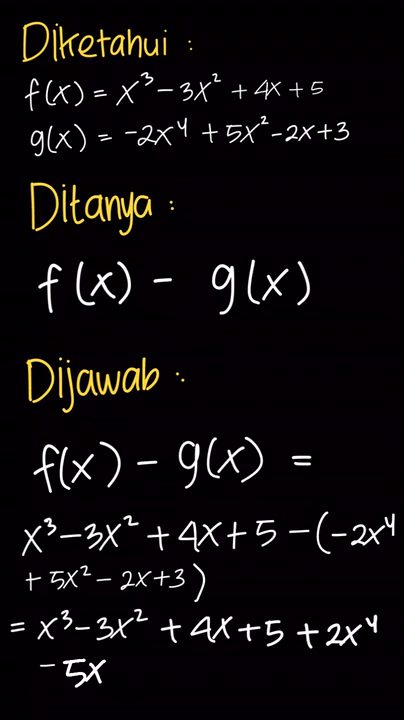 Diketahui :
f(x) = x³ - 3x² + 4x + 5
g(x) = -2x⁴ + 5x² - 2x + 3
Ditanya :
f(x) - g(x)
Dijawab :
f(x) - g(x) =
x³ - 3x² + 4x + 5 - (-2x⁴
+ 5x² - 2x + 3)
= x³ - 3x² + 4x + 5 + 2x⁴
- 5x